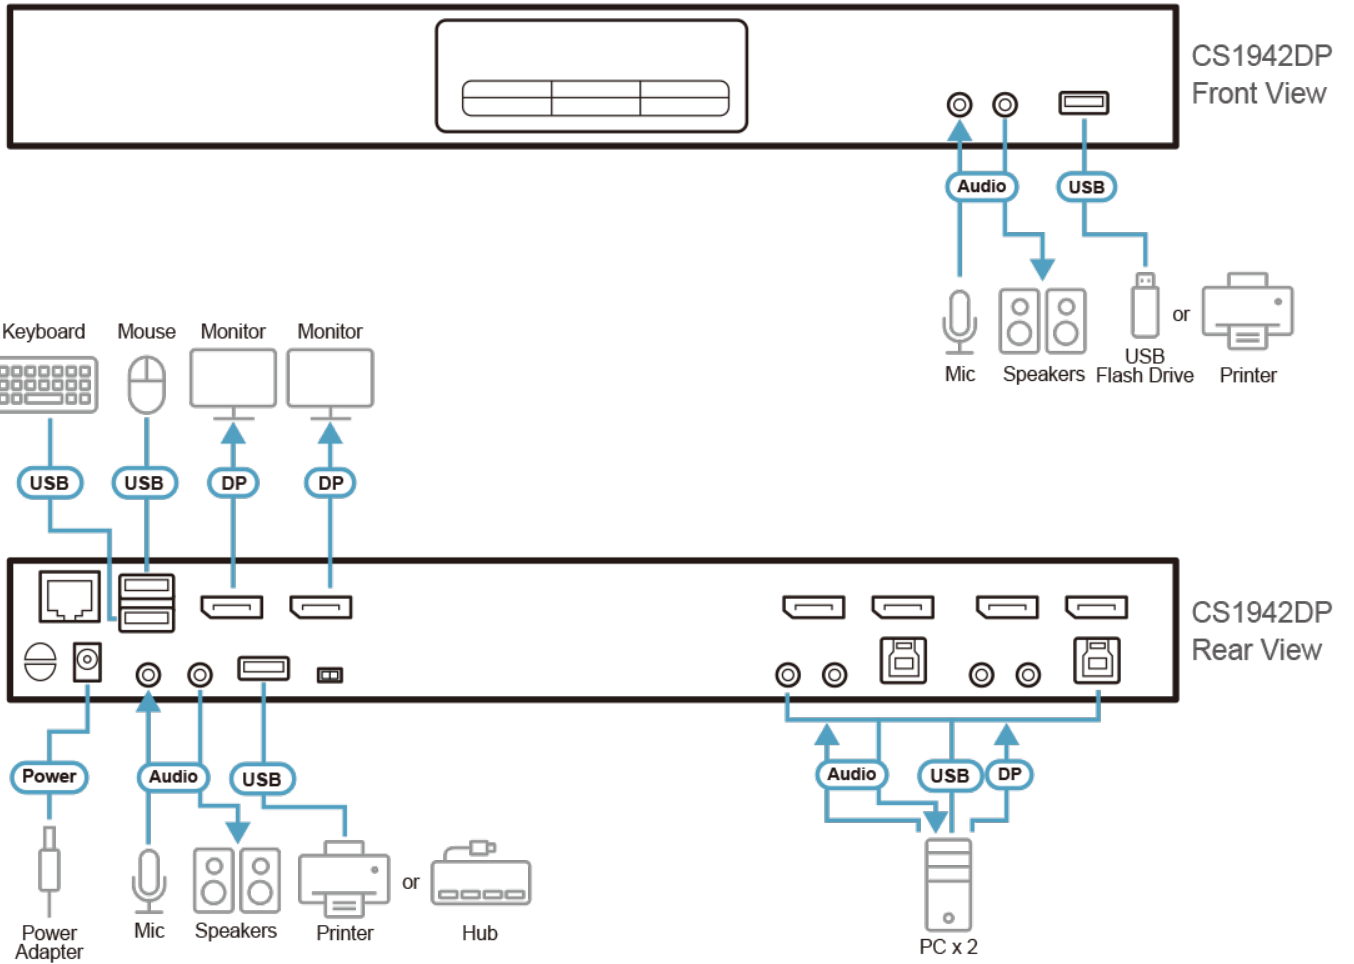 CS1942DP
Front View
Audio
USB
or
Mic
Speakers
USB
Flash Drive
Printer
Keyboard
Mouse
Monitor
Monitor
USB
USB
DP
DP
CS1942DP
Rear View
Power
Audio
USB
Audio
USB
DP
or
Power
Adapter
Mic
Speakers
Printer
Hub
PC x 2